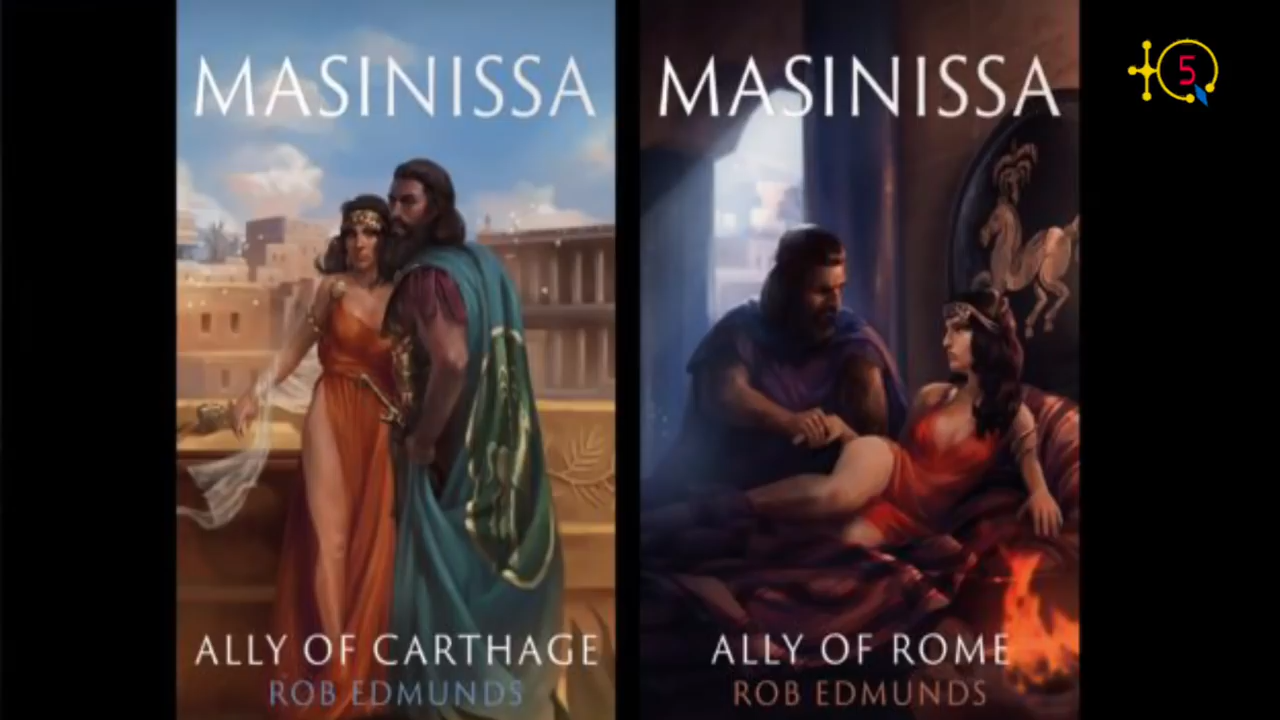 MASINISSA
ALLY OF CARTHAGE
ROB EDMUNDS
MASINISSA
ALLY OF ROME
ROB EDMUNDS
5